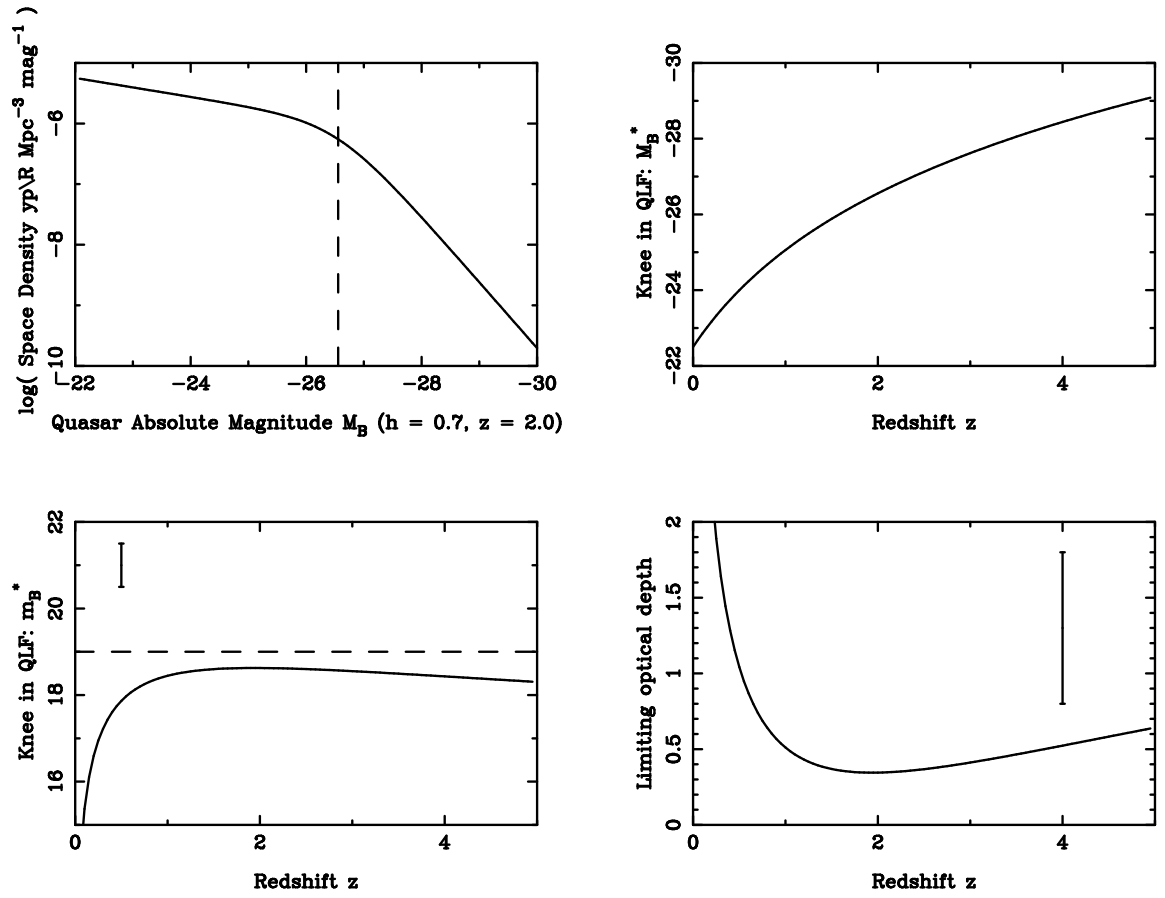 log( Space Density yp\R Mpc⁻³ mag⁻¹ )
-6
-8
-10
-22 -24 -26 -28 -30
Quasar Absolute Magnitude M_B (h = 0.7, z = 2.0)
Knee in QLF: M_B*
-30
-28
-26
-24
-22
0 2 4
Redshift z
Knee in QLF: m_B*
22
20
18
16
0 2 4
Redshift z
Limiting optical depth
2
1.5
1
0.5
0
0 2 4
Redshift z